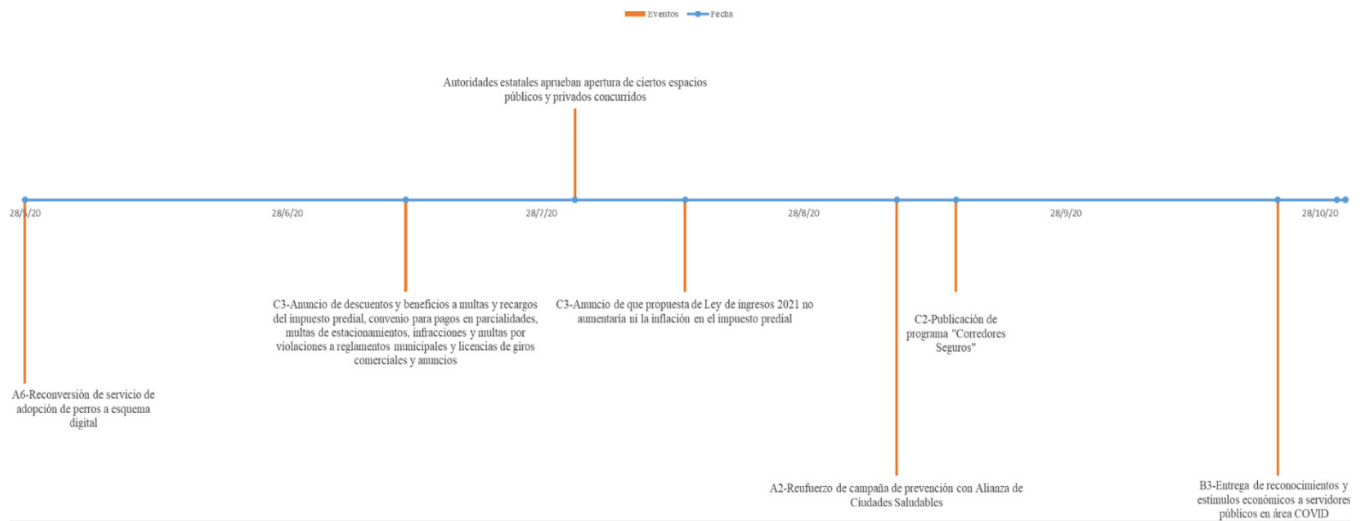 Eventos
Fecha
Autoridades estatales aprueban apertura de ciertos espacios
públicos y privados concurridos
28/5/20
28/6/20
28/7/20
28/8/20
28/9/20
28/10/20
C3-Anuncio de descuentos y beneficios a multas y recargos
del impuesto predial, convenio para pagos en parcialidades,
multas de estacionamientos, infracciones y multas por
violaciones a reglamentos municipales y licencias de giros
comerciales y anuncios
C3-Anuncio de que propuesta de Ley de ingresos 2021 no
aumentaría ni la inflación en el impuesto predial
C2-Publicación de
programa "Corredores
Seguros"
A6-Reconversión de servicio de
adopción de perros a esquema
digital
A2-Reufuerzo de campaña de prevención con Alianza de
Ciudades Saludables
B3-Entrega de reconocimientos y
estímulos económicos a servidores
públicos en área COVID